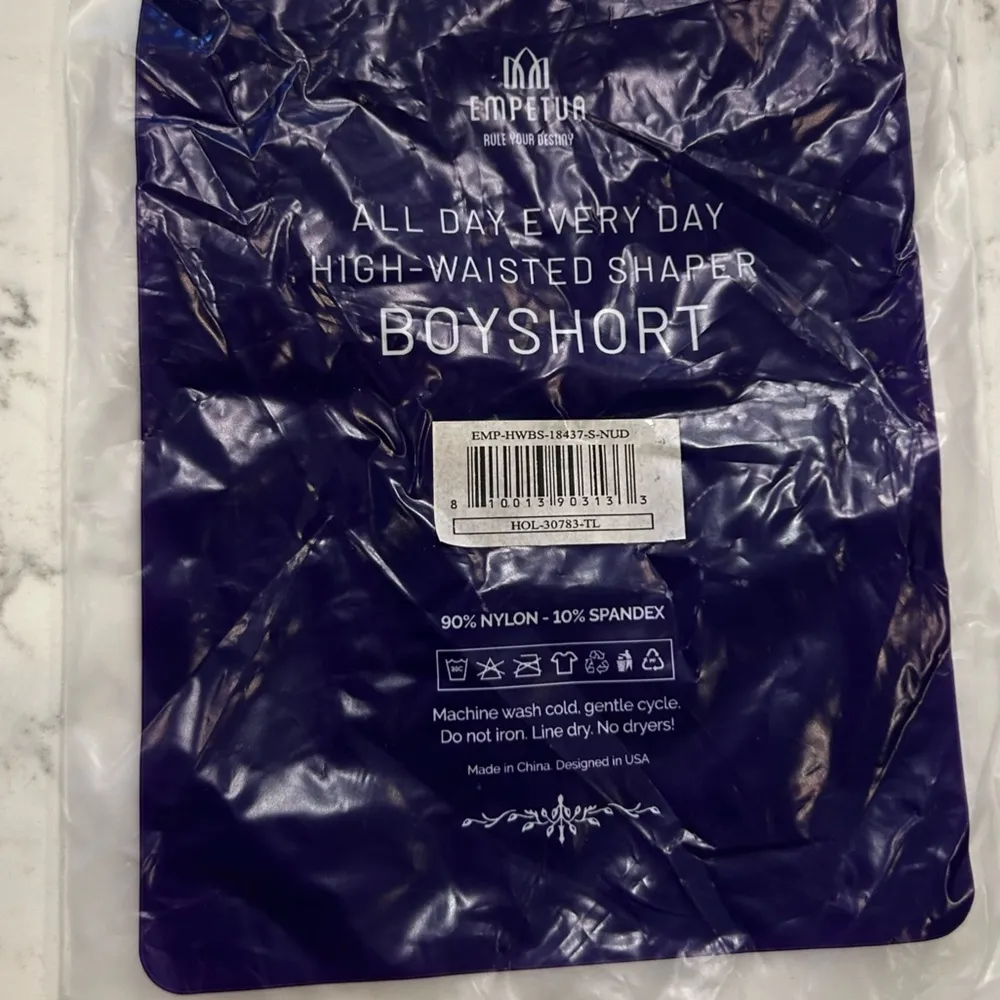 EMPETUA
RULE YOUR DESTINY
ALL DAY EVERY DAY
HIGH-WAISTED SHAPER
BOYSHORT
EMP-HWBS-18437-S-NUD
8 10013 90313 3
HOL-30783-TL
90% NYLON - 10% SPANDEX
30C
Machine wash cold, gentle cycle.
Do not iron. Line dry. No dryers!
Made in China. Designed in USA